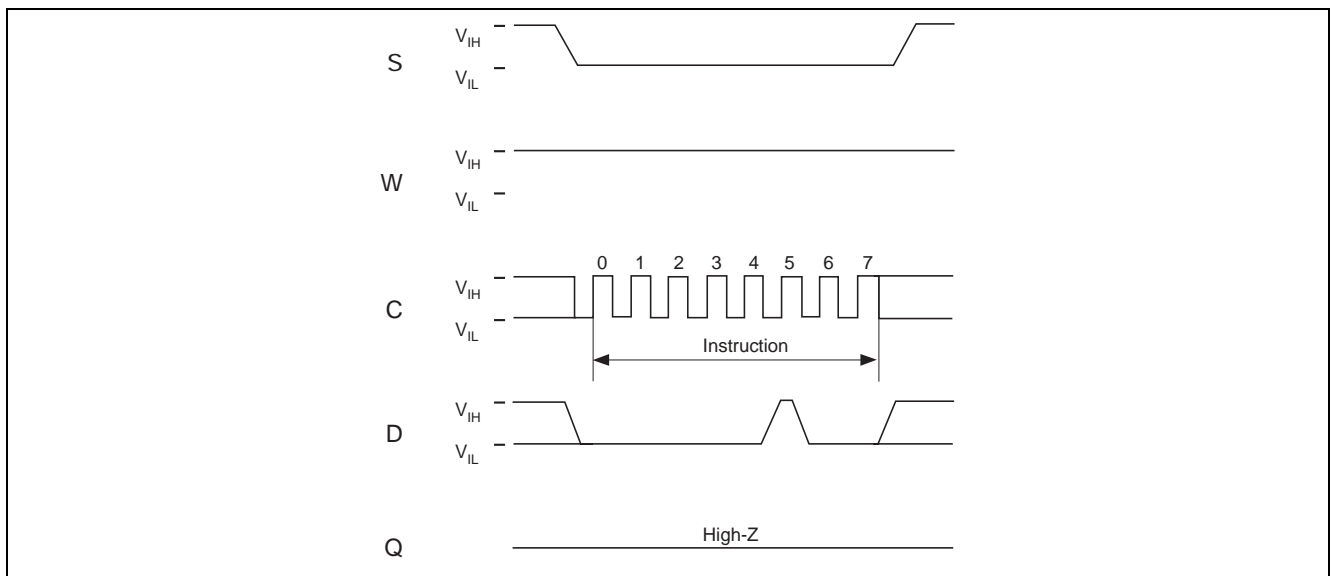 S
V_IH
V_IL
W
V_IH
V_IL
C
V_IH
V_IL
0 1 2 3 4 5 6 7
Instruction
D
V_IH
V_IL
Q
High-Z